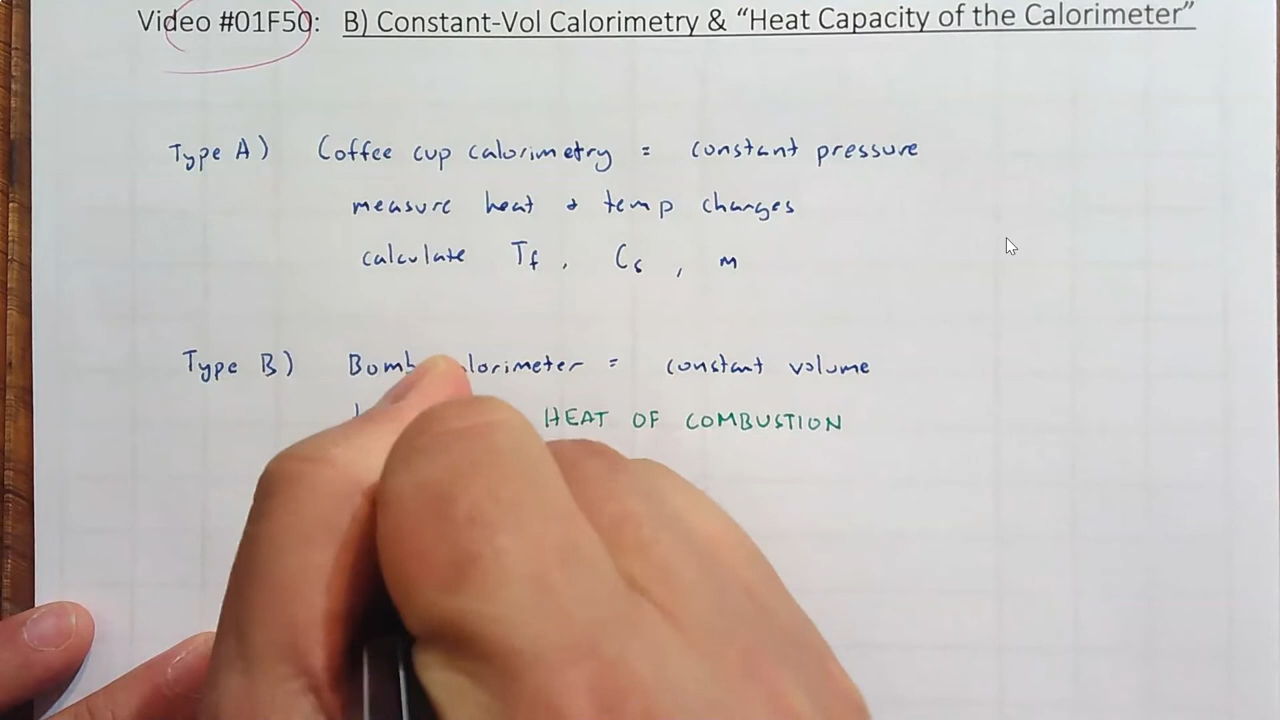 Video #01F50: B) Constant-Vol Calorimetry & “Heat Capacity of the Calorimeter”
Type A) Coffee cup calorimetry = constant pressure
measure heat & temp changes
calculate Tf, Cs, m
Type B) Bomb = constant volume
HEAT OF COMBUSTION